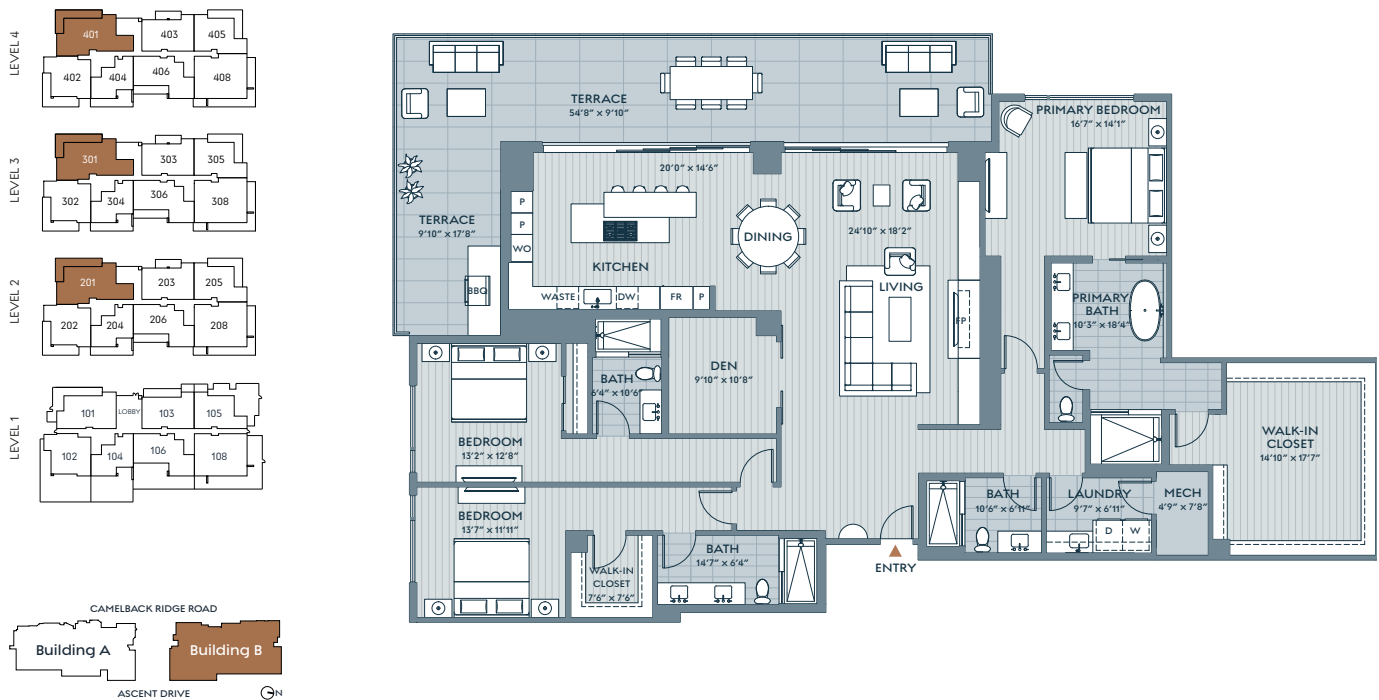 LEVEL 4
401
403
405
402
404
406
408
LEVEL 3
301
303
305
302
304
306
308
LEVEL 2
201
203
205
202
204
206
208
LEVEL 1
101
LOBBY
103
105
102
104
106
108
CAMELBACK RIDGE ROAD
Building A
Building B
ASCENT DRIVE
N
TERRACE
54'8" x 9'10"
PRIMARY BEDROOM
16'7" x 14'1"
20'0" x 14'6"
P
P
WO
TERRACE
9'10" x 17'8"
DINING
24'10" x 18'2"
KITCHEN
LIVING
BBQ
WASTE
DW
FR
P
FP
PRIMARY
BATH
10'3" x 18'4"
DEN
9'10" x 10'8"
BATH
6'4" x 10'6"
BEDROOM
13'2" x 12'8"
WALK-IN
CLOSET
14'10" x 17'7"
BEDROOM
13'7" x 11'11"
BATH
10'6" x 6'11"
LAUNDRY
9'7" x 6'11"
MECH
4'9" x 7'8"
D
W
BATH
14'7" x 6'4"
WALK-IN
CLOSET
7'6" x 7'6"
ENTRY